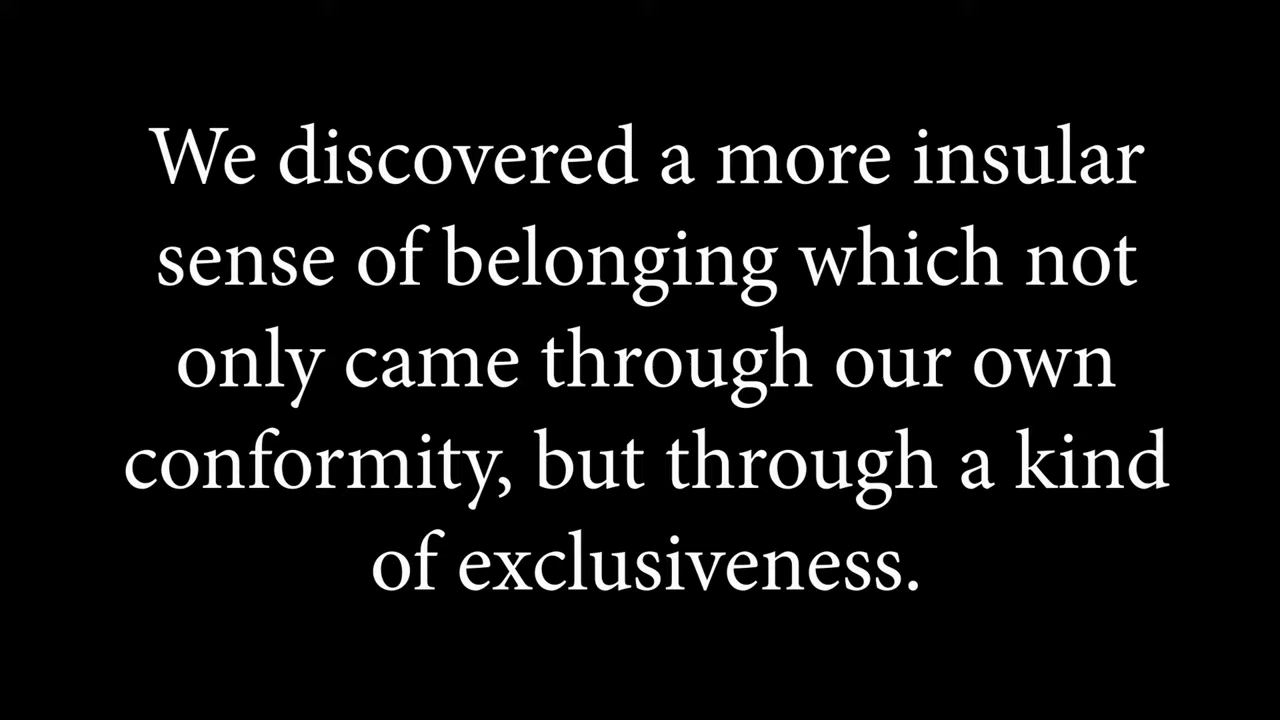 We discovered a more insular
sense of belonging which not
only came through our own
conformity, but through a kind
of exclusiveness.